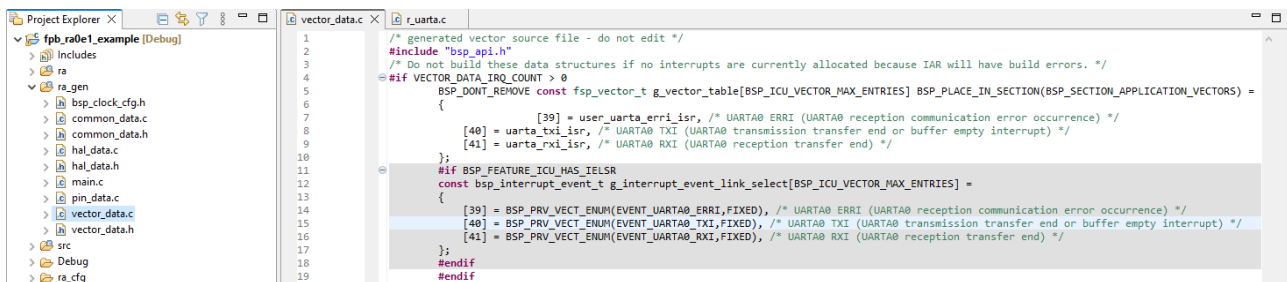 Project Explorer
fpb_ra0e1_example [Debug]
Includes
ra
ra_gen
bsp_clock_cfg.h
common_data.c
common_data.h
hal_data.c
hal_data.h
main.c
pin_data.c
vector_data.c
vector_data.h
src
Debug
ra_cfg
vector_data.c
r_uarta.c
1 /* generated vector source file - do not edit */
2 #include "bsp_api.h"
3 /* Do not build these data structures if no interrupts are currently allocated because IAR will have build errors. */
4 #if VECTOR_DATA_IRQ_COUNT > 0
5 BSP_DONT_REMOVE const fsp_vector_t g_vector_table[BSP_ICU_VECTOR_MAX_ENTRIES] BSP_PLACE_IN_SECTION(BSP_SECTION_APPLICATION_VECTORS) =
6 {
7 [39] = user_uarta_erri_isr, /* UARTA0 ERRI (UARTA0 reception communication error occurrence) */
8 [40] = uarta_txi_isr, /* UARTA0 TXI (UARTA0 transmission transfer end or buffer empty interrupt) */
9 [41] = uarta_rxi_isr, /* UARTA0 RXI (UARTA0 reception transfer end) */
10 };
11 #if BSP_FEATURE_ICU_HAS_IELSR
12 const bsp_interrupt_event_t g_interrupt_event_link_select[BSP_ICU_VECTOR_MAX_ENTRIES] =
13 {
14 [39] = BSP_PRV_VECT_ENUM(EVENT_UARTA0_ERRI,FIXED), /* UARTA0 ERRI (UARTA0 reception communication error occurrence) */
15 [40] = BSP_PRV_VECT_ENUM(EVENT_UARTA0_TXI,FIXED), /* UARTA0 TXI (UARTA0 transmission transfer end or buffer empty interrupt) */
16 [41] = BSP_PRV_VECT_ENUM(EVENT_UARTA0_RXI,FIXED), /* UARTA0 RXI (UARTA0 reception transfer end) */
17 };
18 #endif
19 #endif